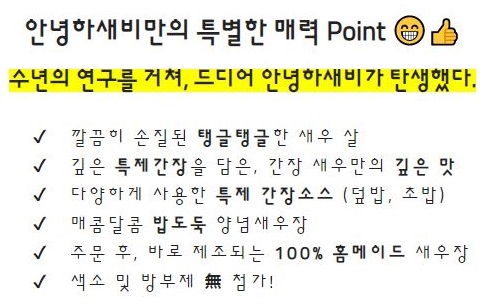 안녕하새비만의 특별한 매력 Point 😁👍
수년의 연구를 거쳐, 드디어 안녕하새비가 탄생했다.
✓ 깔끔히 손질된 탱글탱글한 새우 살
✓ 깊은 특제간장을 담은, 간장 새우만의 깊은 맛
✓ 다양하게 사용한 특제 간장소스 (덮밥, 초밥)
✓ 매콤달콤 밥도둑 양념새우장
✓ 주문 후, 바로 제조되는 100% 홈메이드 새우장
✓ 색소 및 방부제 無 첨가!